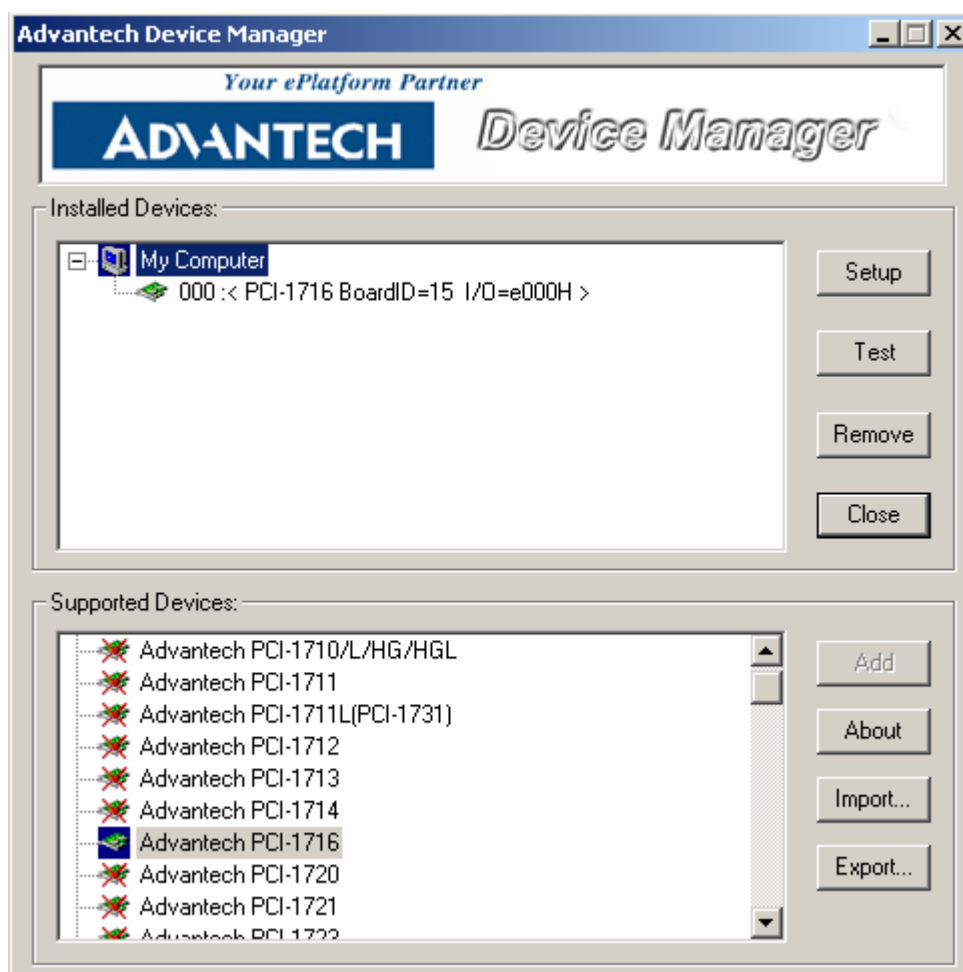 Advantech Device Manager
Your ePlatform Partner
ADVANTECH Device Manager
Installed Devices:
My Computer
000 :< PCI-1716 BoardID=15 I/O=e000H >
Setup
Test
Remove
Close
Supported Devices:
Advantech PCI-1710/L/HG/HGL
Advantech PCI-1711
Advantech PCI-1711L(PCI-1731)
Advantech PCI-1712
Advantech PCI-1713
Advantech PCI-1714
Advantech PCI-1716
Advantech PCI-1720
Advantech PCI-1721
Advantech PCI-1723
Add
About
Import...
Export...